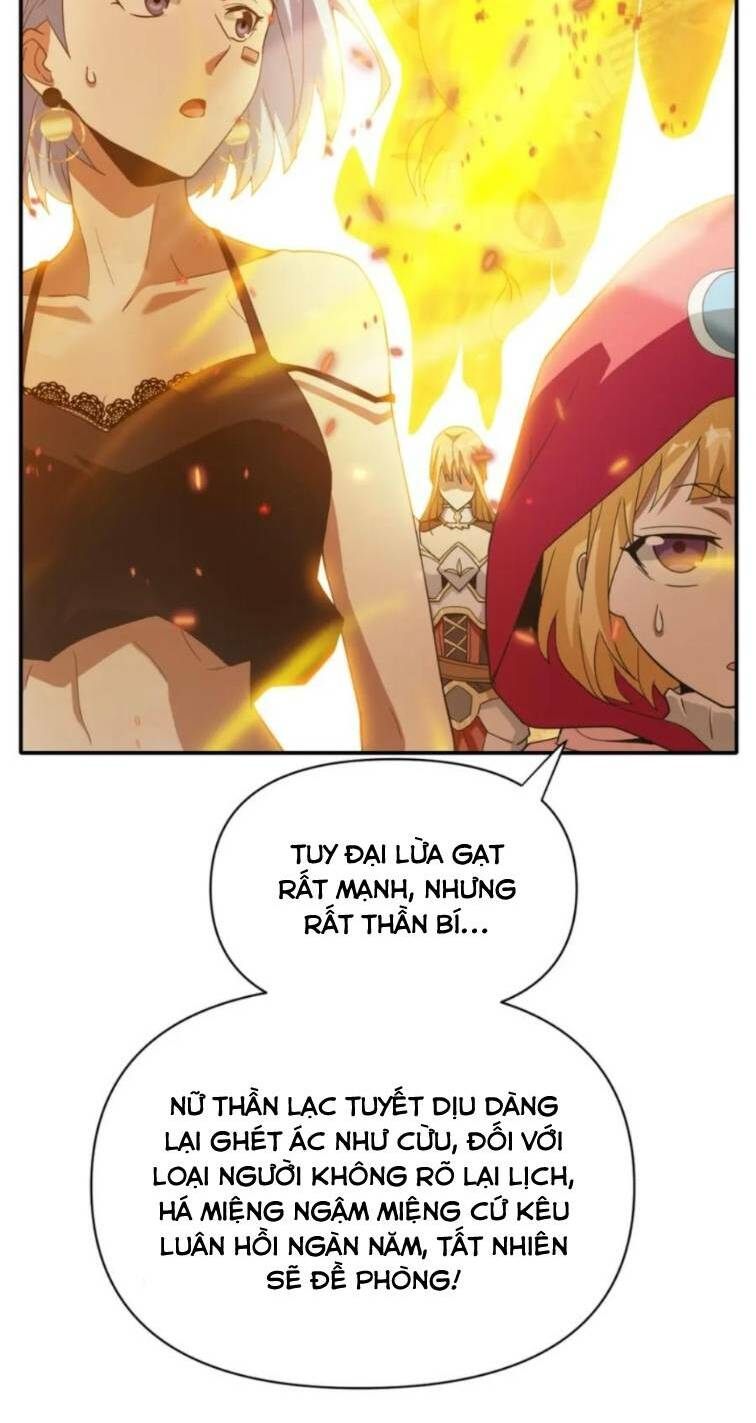 TUY ĐẠI LỪA GẠT
RẤT MẠNH, NHƯNG
RẤT THẦN BÍ...
NỮ THẦN LẠC TUYẾT DỊU DÀNG
LẠI GHÉT ÁC NHƯ CỪU, ĐỐI VỚI
LOẠI NGƯỜI KHÔNG RÕ LẠI LỊCH,
HÁ MIỆNG NGẬM MIỆNG CỨ KÊU
LUÂN HỒI NGÀN NĂM, TẤT NHIÊN
SẼ ĐỀ PHÒNG!